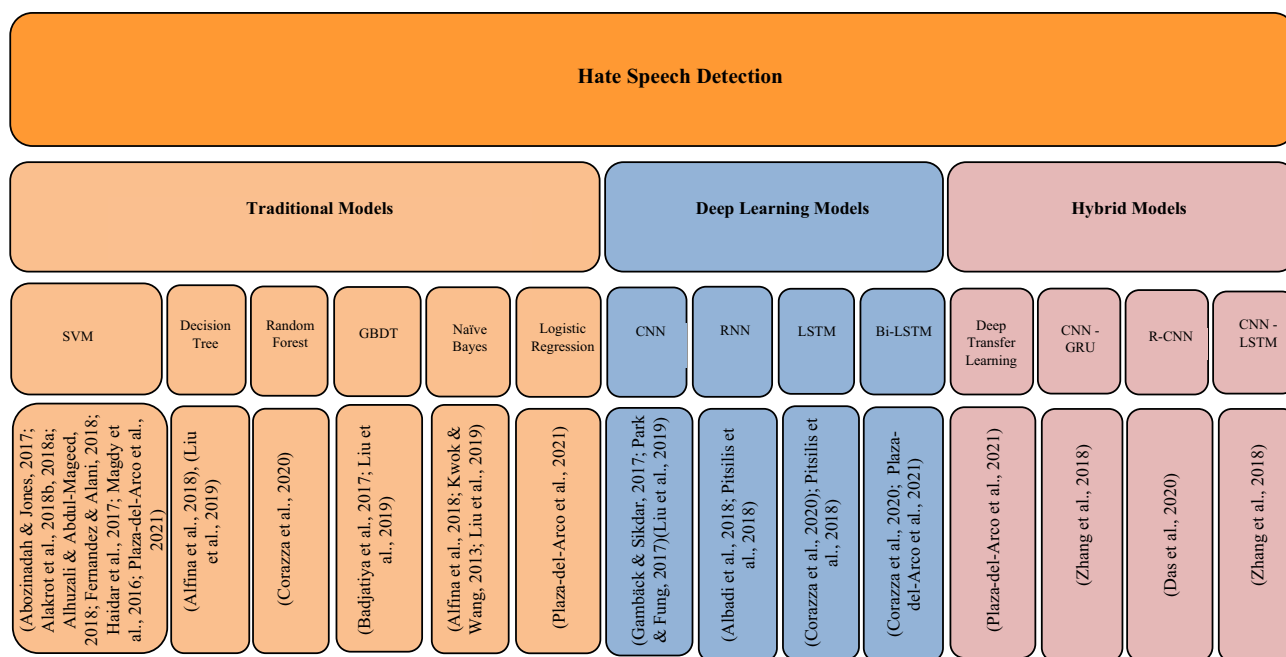 Hate Speech Detection
Traditional Models
Deep Learning Models
Hybrid Models
SVM
Decision
Tree
Random
Forest
GBDT
Naïve
Bayes
Logistic
Regression
CNN
RNN
LSTM
Bi-LSTM
Deep
Transfer
Learning
CNN -
GRU
R-CNN
CNN -
LSTM
(Abozinadah & Jones, 2017;
Alakrot et al., 2018b, 2018a;
Alhuzali & Abdul-Mageed,
2018; Fernandez & Alani, 2018;
Haidar et al., 2017; Magdy et
al., 2016; Plaza-del-Arco et al.,
2021)
(Alfina et al., 2018), (Liu
et al., 2019)
(Corazza et al., 2020)
(Badjatiya et al., 2017; Liu et
al., 2019)
(Alfina et al., 2018; Kwok &
Wang, 2013; Liu et al., 2019)
(Plaza-del-Arco et al., 2021)
(Gambäck & Sikdar, 2017; Park
& Fung, 2017)(Liu et al., 2019)
(Albadi et al., 2018; Pitsilis et
al., 2018)
(Corazza et al., 2020); Pitsiliis et
al., 2018)
(Corazza et al., 2020; Plaza-
del-Arco et al., 2021)
(Plaza-del-Arco et al., 2021)
(Zhang et al., 2018)
(Das et al., 2020)
(Zhang et al., 2018)